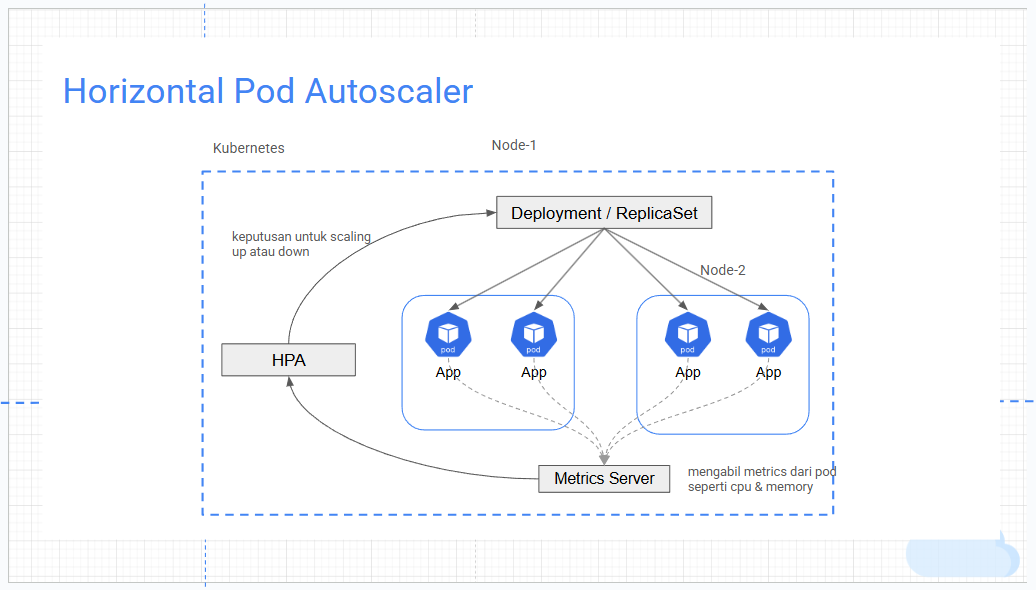 Horizontal Pod Autoscaler
Kubernetes
Node-1
Deployment / ReplicaSet
keputusan untuk scaling
up atau down
Node-2
pod
pod
pod
pod
App
App
App
App
HPA
Metrics Server
mengabil metrics dari pod
seperti cpu & memory